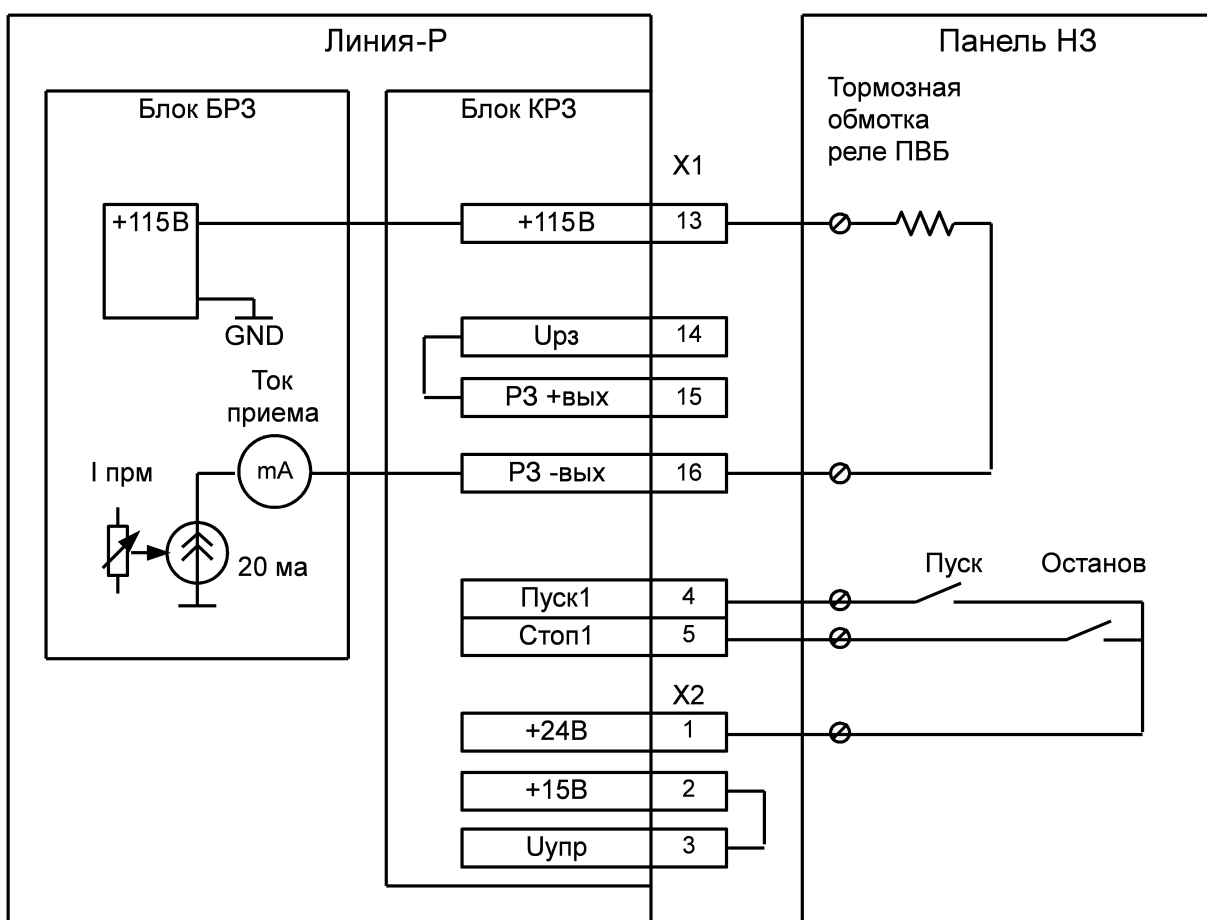 Линия-Р
Панель НЗ
Блок БРЗ
Блок КРЗ
Тормозная
обмотка
реле ПВБ
X1
+115В
+115В
13
GND
Uрз
14
РЗ +вых
15
Ток
приема
I прм
mA
РЗ -вых
16
20 ма
Пуск1
4
Пуск
Останов
Стоп1
5
X2
+24В
1
+15В
2
Uупр
3